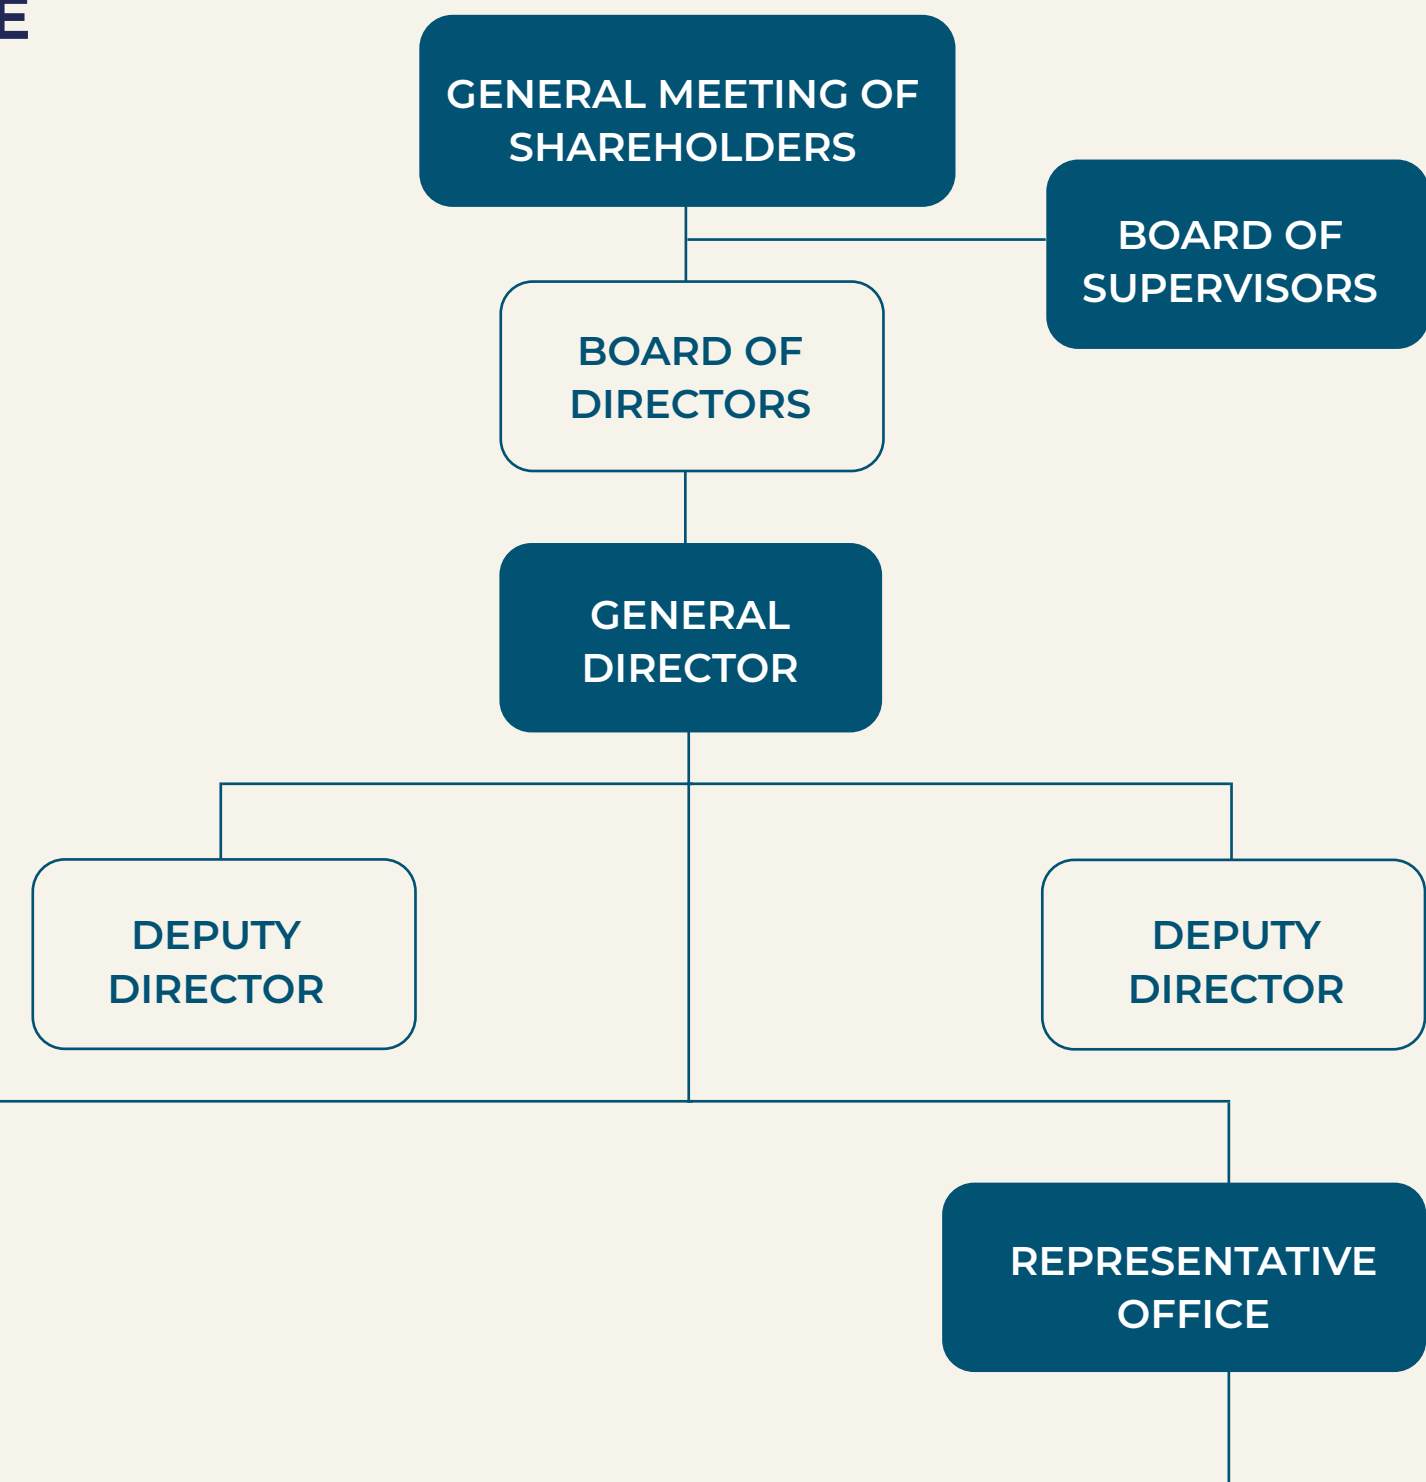 E
GENERAL MEETING OF
SHAREHOLDERS
BOARD OF
SUPERVISORS
BOARD OF
DIRECTORS
GENERAL
DIRECTOR
DEPUTY
DIRECTOR
DEPUTY
DIRECTOR
REPRESENTATIVE
OFFICE